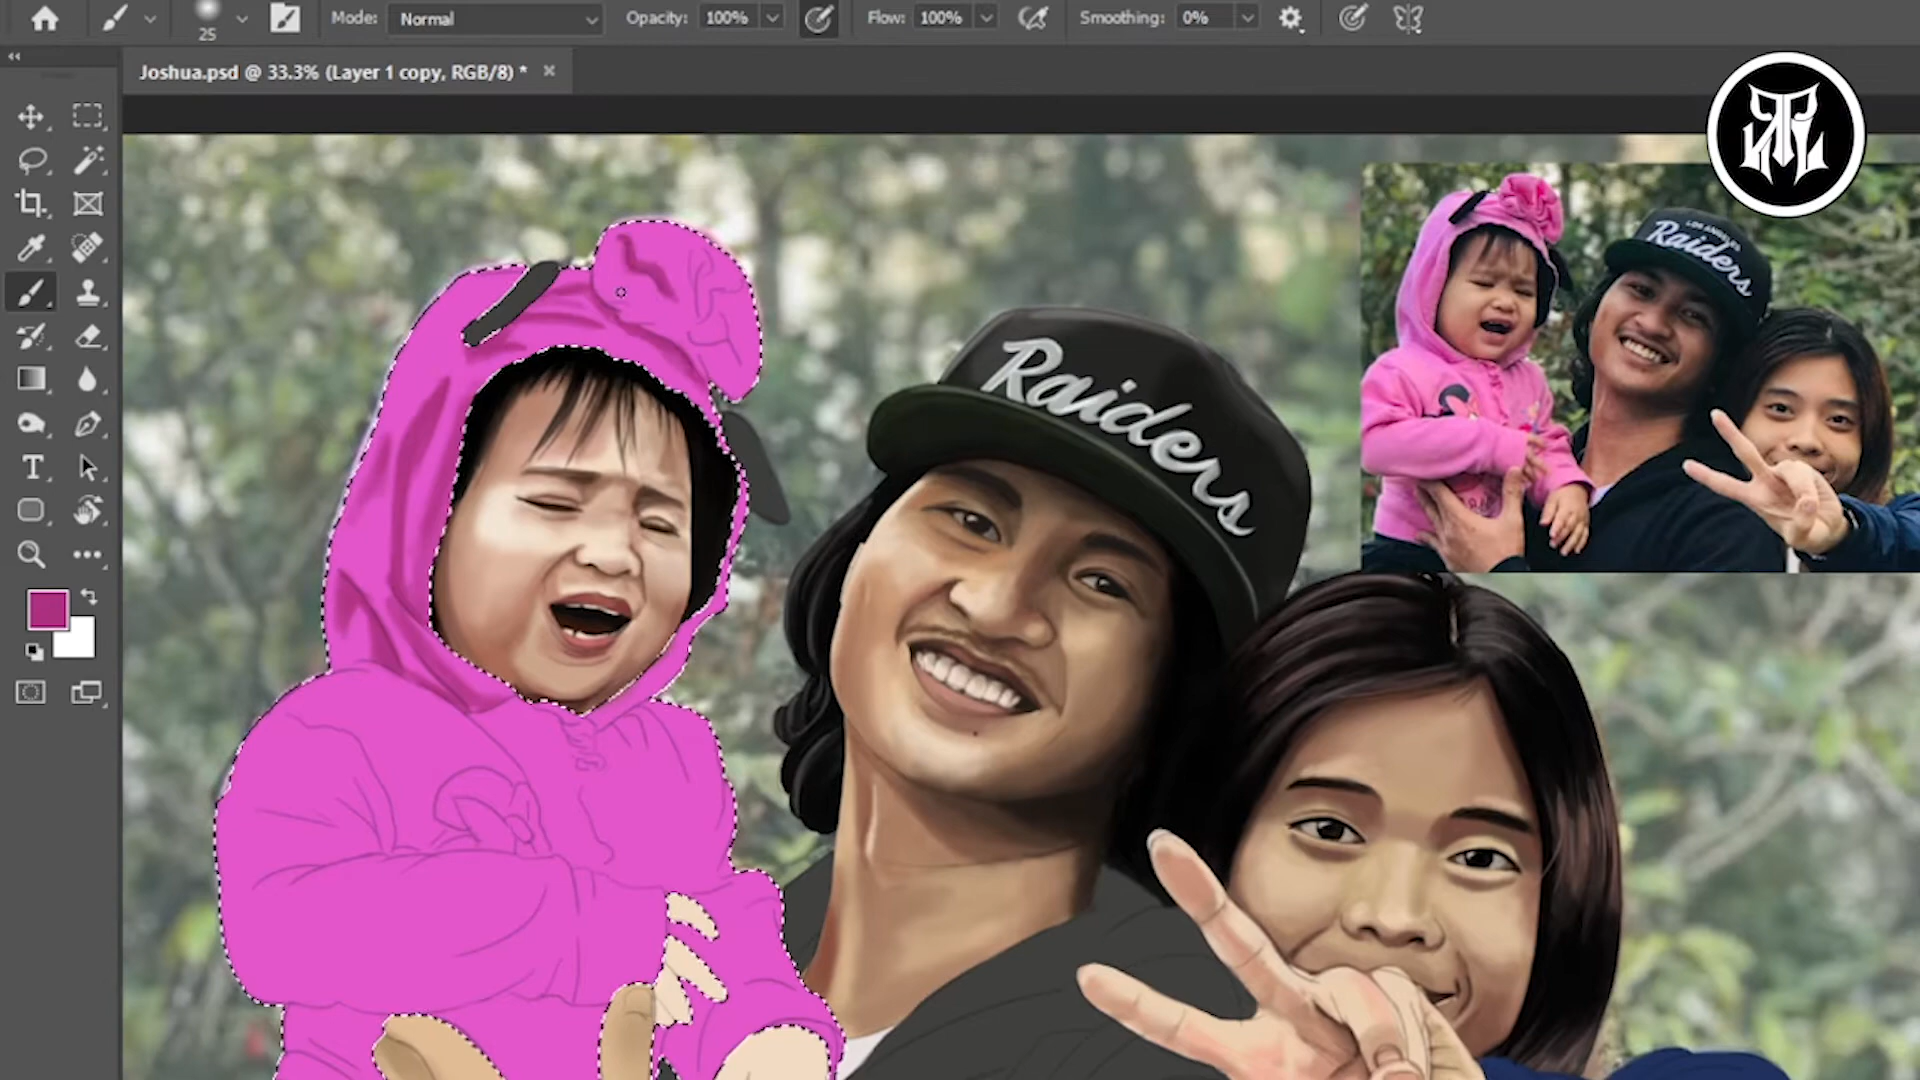 Mode: Normal Opacity: 100% Flow: 100% Smoothing: 0%
25
Joshua.psd @ 33.3% (Layer 1 copy, RGB/8) * ×
Raiders
LOS ANGELES
Raiders